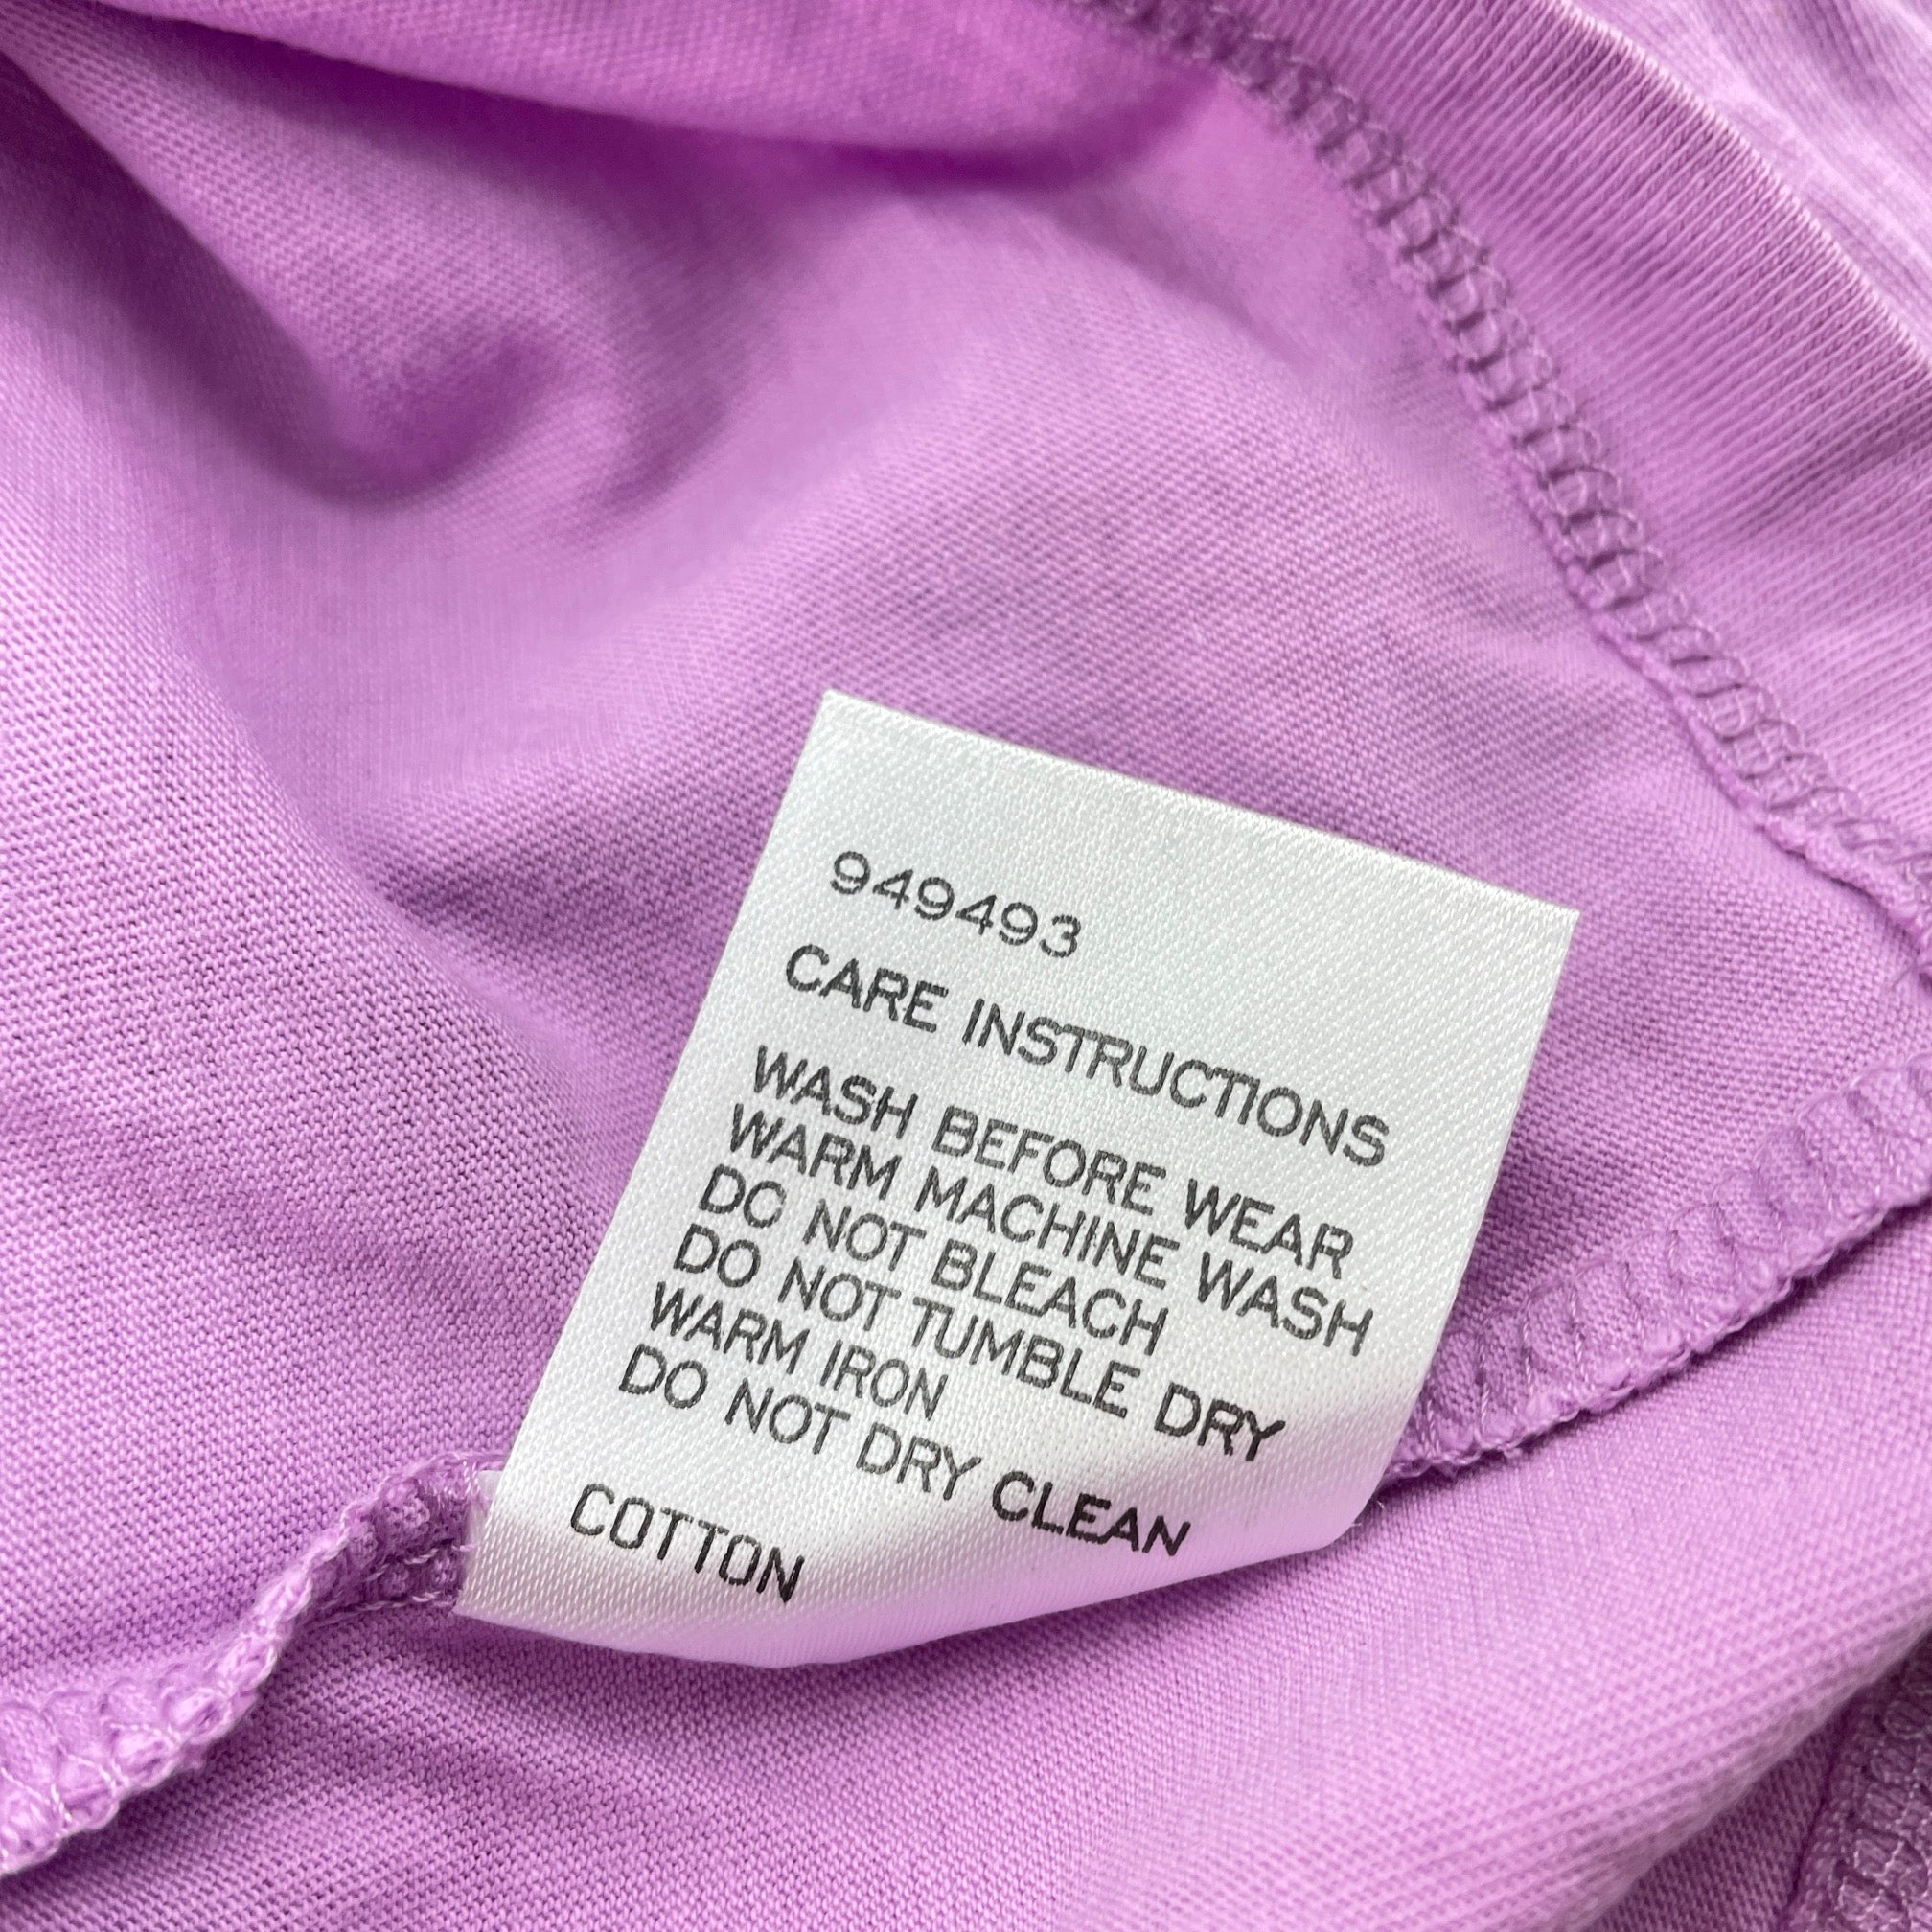 949493
CARE INSTRUCTIONS
WASH BEFORE WEAR
WARM MACHINE WASH
DO NOT BLEACH
DO NOT TUMBLE DRY
WARM IRON
DO NOT DRY CLEAN
COTTON